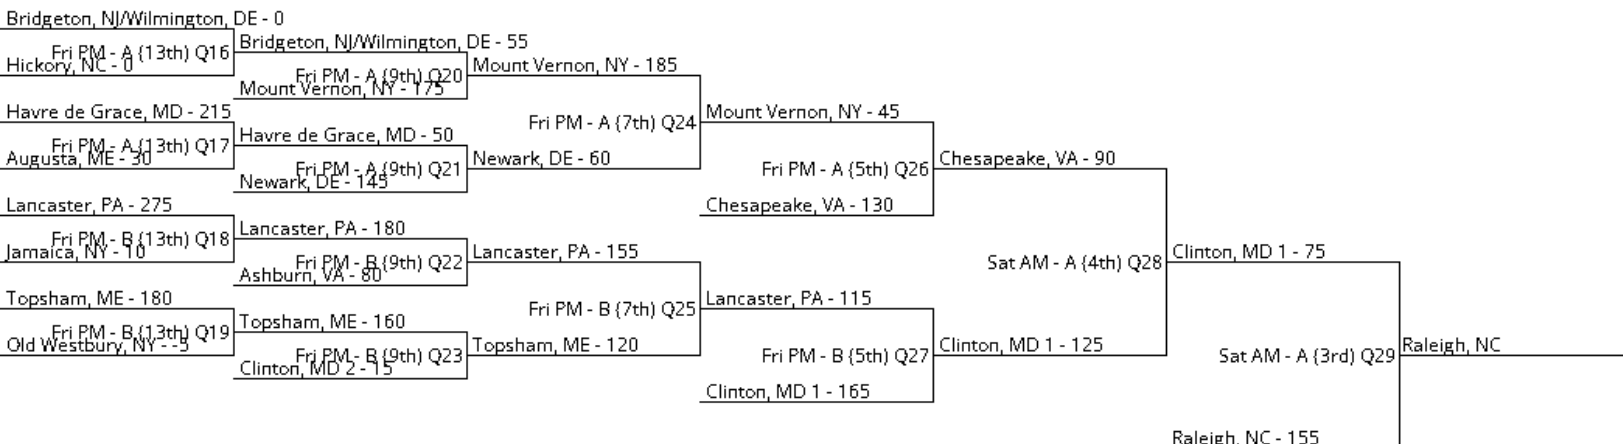 Bridgeton, NJ/Wilmington, DE - 0
Fri PM - A (13th) Q16
Hickory, NC - 0
Bridgeton, NJ/Wilmington, DE - 55
Fri PM - A (9th) Q20
Mount Vernon, NY - 175
Mount Vernon, NY - 185
Havre de Grace, MD - 215
Fri PM - A (13th) Q17
Augusta, ME - 30
Havre de Grace, MD - 50
Fri PM - A (9th) Q21
Newark, DE - 145
Fri PM - A (7th) Q24
Newark, DE - 60
Mount Vernon, NY - 45
Fri PM - A (5th) Q26
Chesapeake, VA - 130
Chesapeake, VA - 90
Lancaster, PA - 275
Fri PM - B (13th) Q18
Jamaica, NY - 10
Lancaster, PA - 180
Fri PM - B (9th) Q22
Ashburn, VA - 80
Lancaster, PA - 155
Topsham, ME - 180
Fri PM - B (13th) Q19
Old Westbury, NY - -5
Topsham, ME - 160
Fri PM - B (9th) Q23
Clinton, MD 2 - 15
Fri PM - B (7th) Q25
Topsham, ME - 120
Lancaster, PA - 115
Fri PM - B (5th) Q27
Clinton, MD 1 - 165
Sat AM - A (4th) Q28
Clinton, MD 1 - 125
Clinton, MD 1 - 75
Sat AM - A (3rd) Q29
Raleigh, NC - 155
Raleigh, NC